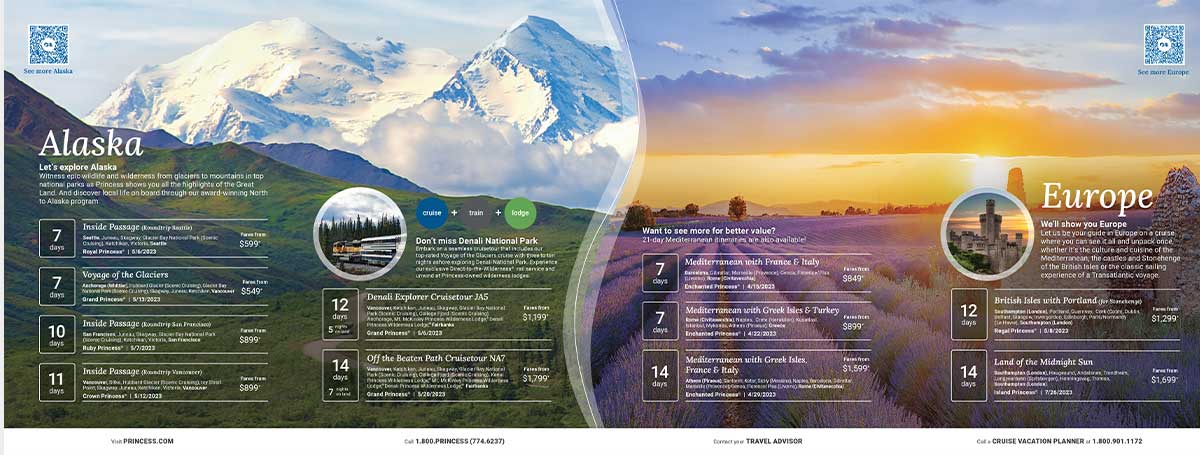 See more Alaska
Alaska
Let's explore Alaska
Witness epic wildlife and wilderness from glaciers to mountains in top
national parks as Princess shows you all the highlights of the Great
Land. And discover local life on board through our award-winning North
to Alaska program
7
days
Inside Passage (Roundtrip Seattle)
Seattle, Juneau, Skagway, Glacier Bay National Park (Scenic
Cruising), Ketchikan, Victoria, Seattle
Royal Princess® | 5/6/2023
Fares from
$599*
7
days
Voyage of the Glaciers
Anchorage (Whittier), Hubbard Glacier (Scenic Cruising), Glacier Bay
National Park (Scenic Cruising), Skagway, Juneau, Ketchikan, Vancouver
Grand Princess® | 5/13/2023
Fares from
$549*
10
days
Inside Passage (Roundtrip San Francisco)
San Francisco, Juneau, Skagway, Glacier Bay National Park
(Scenic Cruising), Ketchikan, Victoria, San Francisco
Ruby Princess® | 5/7/2023
Fares from
$899*
11
days
Inside Passage (Roundtrip Vancouver)
Vancouver, Sitka, Hubbard Glacier (Scenic Cruising), Icy Strait
Point, Skagway, Juneau, Ketchikan, Victoria, Vancouver
Crown Princess® | 5/12/2023
Fares from
$899*
cruise + train + lodge
Don't miss Denali National Park
Embark on a seamless cruisetour that includes our
top-rated Voyage of the Glaciers cruise with three to ten
nights ashore exploring Denali National Park. Experience
our exclusive Direct-to-the-Wilderness® rail service and
unwind at Princess-owned wilderness lodges.
12
days
5 nights
on land
Denali Explorer Cruisetour JA5
Vancouver, Ketchikan, Juneau, Skagway, Glacier Bay National
Park (Scenic Cruising), College Fjord (Scenic Cruising),
Anchorage, Mt. McKinley Princess Wilderness Lodge, Denali
Princess Wilderness Lodge, Fairbanks
Grand Princess® | 5/6/2023
Fares from
$1,199*
14
days
7 nights
on land
Off the Beaten Path Cruisetour NA7
Vancouver, Ketchikan, Juneau, Skagway, Glacier Bay National
Park (Scenic Cruising), College Fjord (Scenic Cruising), Kenai
Princess Wilderness Lodge, Mt. McKinley Princess Wilderness
Lodge, Denali Princess Wilderness Lodge, Fairbanks
Grand Princess® | 5/20/2023
Fares from
$1,799*
Want to see more for better value?
21-day Mediterranean itineraries are also available!
7
days
Mediterranean with France & Italy
Barcelona, Gibraltar, Marseille (Provence), Genoa,
Rome (Civitavecchia)
Enchanted Princess® | 4/15/2023
Fares from
$849*
7
days
Mediterranean with Greek Isles & Turkey
Rome (Civitavecchia), Naples, Crete (Heraklion), Kusadasi,
Istanbul, Mykonos, Athens (Piraeus), Greece
Enchanted Princess® | 4/22/2023
Fares from
$899*
14
days
Mediterranean with Greek Isles,
France & Italy
Athens (Piraeus), Santorini, Kotor, Sicily (Messina), Naples, Barcelona, Gibraltar,
Marseille (Provence), Genoa, Rome (Civitavecchia)
Enchanted Princess® | 4/29/2023
Fares from
$1,599*
See more Europe
Europe
We'll show you Europe
Let us be your guide in Europe on a cruise
where you can see it all and unpack once,
whether it's the culture and cuisine of the
Mediterranean, the castles and Stonehenge
of the British Isles or the classic sailing
experience of a Transatlantic voyage.
12
days
British Isles with Portland (for Stonehenge)
Southampton (London), Portland, Guernsey, Cork (Cobh), Dublin,
Belfast, Glasgow, Invergordon, Edinburgh, Paris/Normandy
(Le Havre), Southampton (London)
Regal Princess® | 5/8/2023
Fares from
$1,299*
14
days
Land of the Midnight Sun
Southampton (London), Haugesund, Andalsnes, Trondheim,
Longyearbyen (Spitsbergen), Honningsvag, Tromso,
Southampton (London)
Island Princess® | 7/26/2023
Fares from
$1,699*
Visit PRINCESS.COM
Call 1.800.PRINCESS (774.6237)
Contact your TRAVEL ADVISOR
Call a CRUISE VACATION PLANNER at 1.800.901.1172